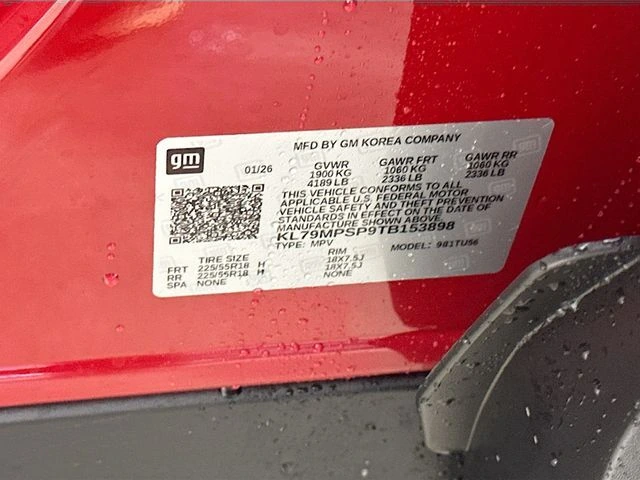 MFD BY GM KOREA COMPANY
gm
01/26 GVWR GAWR FRT GAWR RR
1900 KG 1060 KG 1060 KG
4189 LB 2336 LB 2336 LB
THIS VEHICLE CONFORMS TO ALL
APPLICABLE U.S. FEDERAL MOTOR
VEHICLE SAFETY AND THEFT PREVENTION
STANDARDS IN EFFECT ON THE DATE OF
MANUFACTURE SHOWN ABOVE.
KL79MPSP9TB153898
TYPE: MPV MODEL: 9B1TU56
TIRE SIZE RIM
FRT 225/55R18 H 18X7.5J
RR 225/55R18 H 18X7.5J
SPA NONE NONE